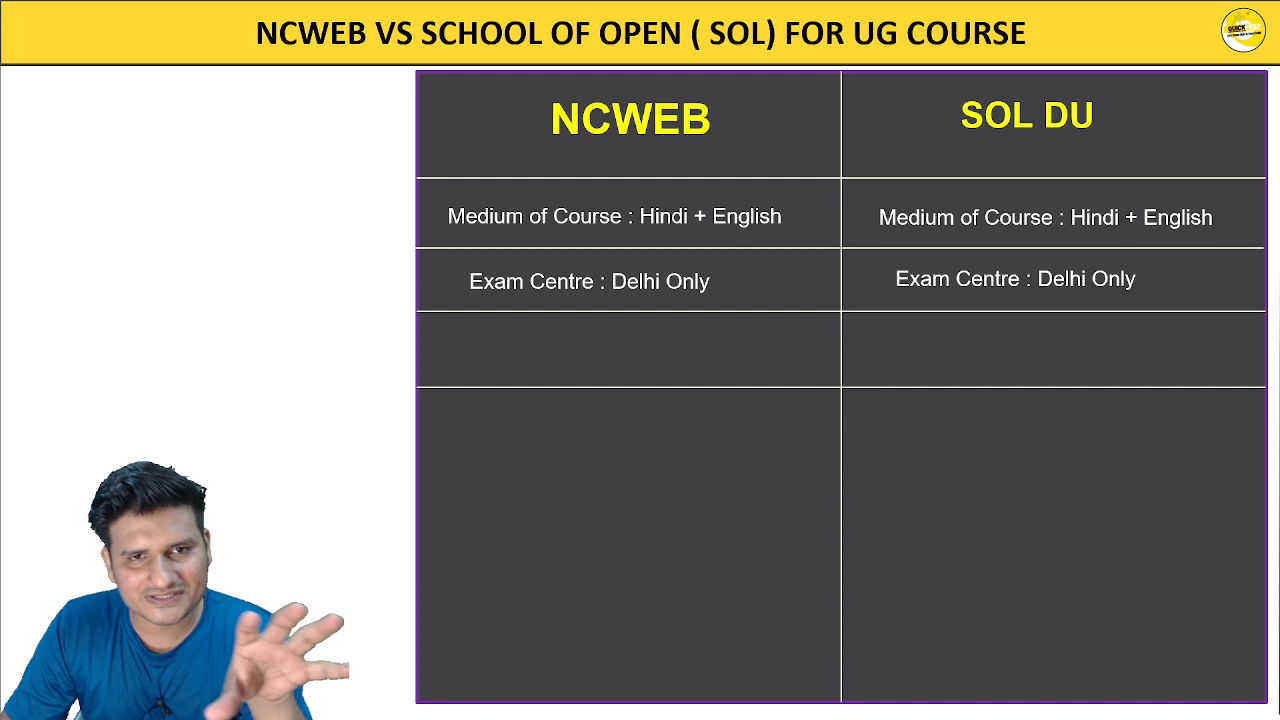 NCWEB VS SCHOOL OF OPEN ( SOL) FOR UG COURSE
QUICK
NCWEB
SOL DU
Medium of Course : Hindi + English
Medium of Course : Hindi + English
Exam Centre : Delhi Only
Exam Centre : Delhi Only